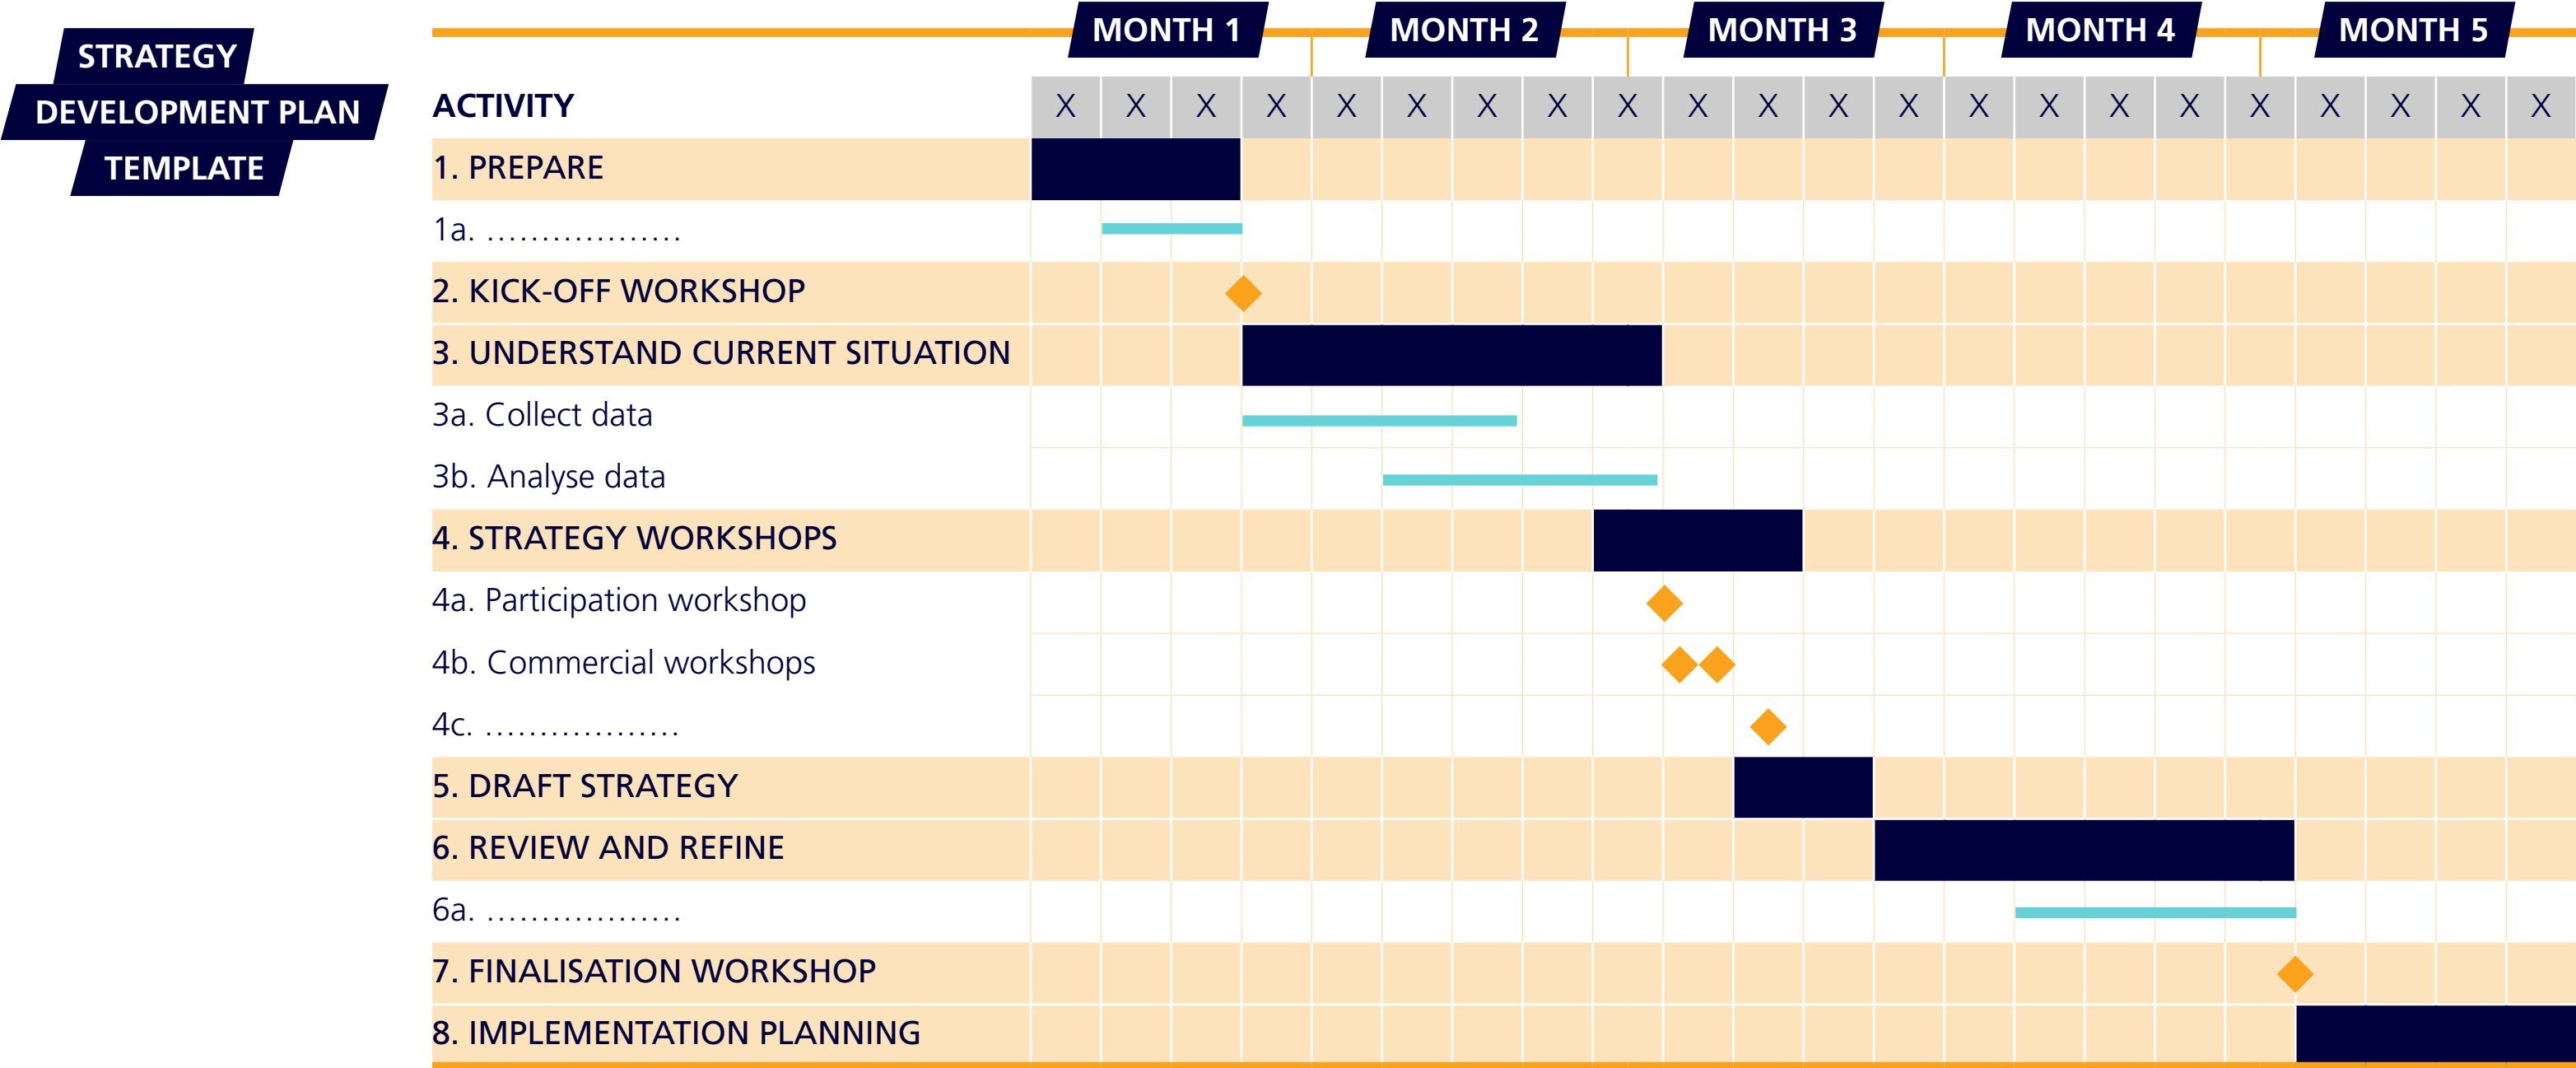 STRATEGY
DEVELOPMENT PLAN
TEMPLATE
MONTH 1 MONTH 2 MONTH 3 MONTH 4 MONTH 5
ACTIVITY X X X X X X X X X X X X X X X X X X X X X X
1. PREPARE
1a. ..................
2. KICK-OFF WORKSHOP
3. UNDERSTAND CURRENT SITUATION
3a. Collect data
3b. Analyse data
4. STRATEGY WORKSHOPS
4a. Participation workshop
4b. Commercial workshops
4c. ..................
5. DRAFT STRATEGY
6. REVIEW AND REFINE
6a. ..................
7. FINALISATION WORKSHOP
8. IMPLEMENTATION PLANNING